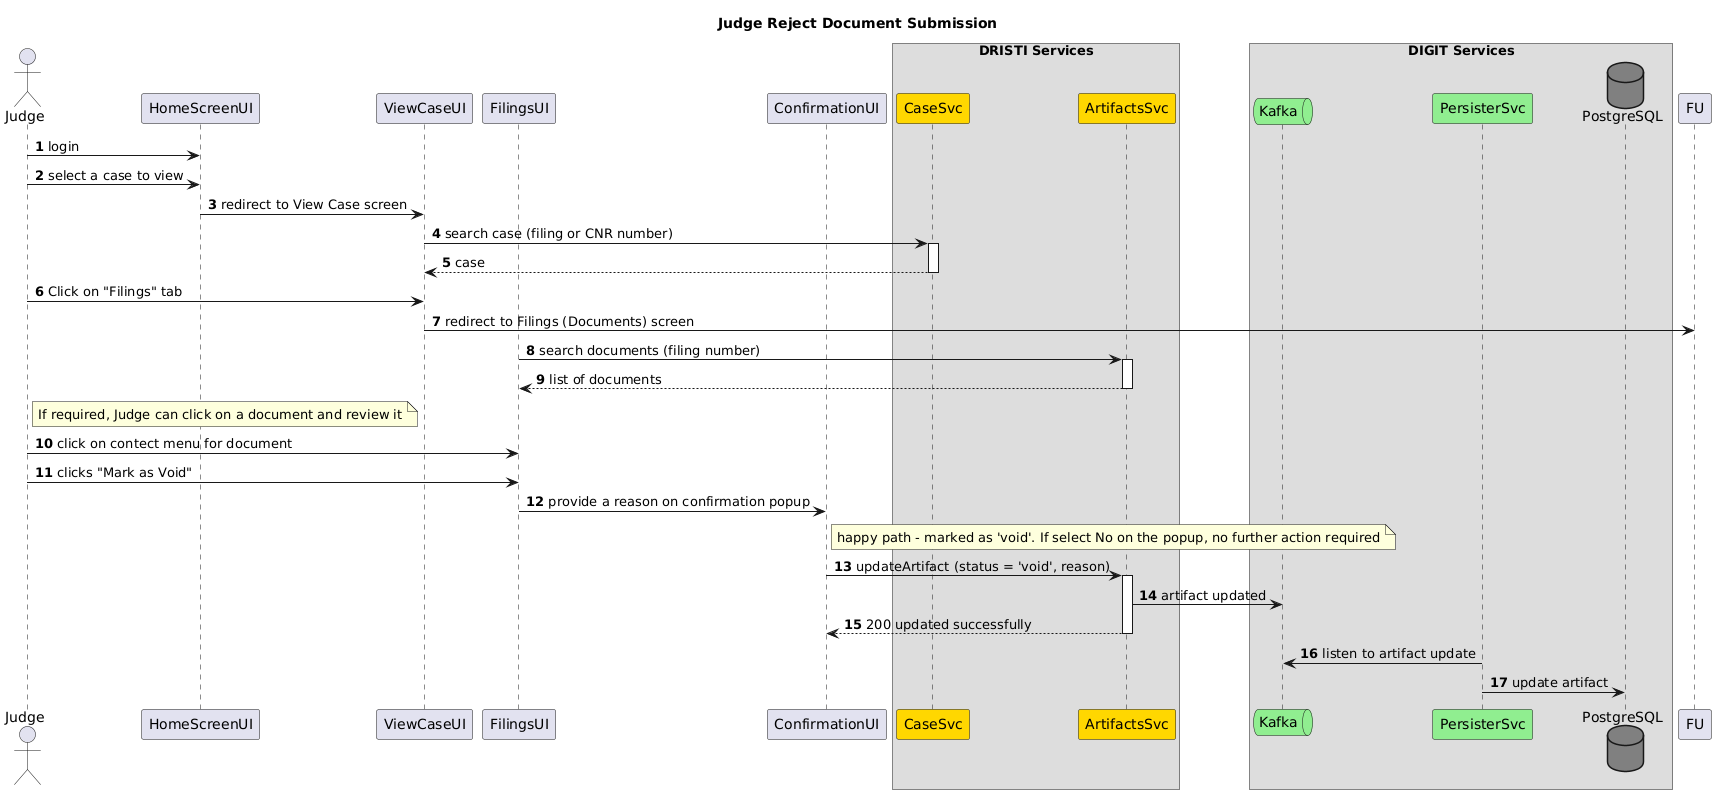 Judge Reject Document Submission
DRISTI Services
DIGIT Services
Judge
HomeScreenUI
ViewCaseUI
FilingsUI
ConfirmationUI
CaseSvc
ArtifactsSvc
Kafka
PersisterSvc
PostgreSQL
FU
1 login
2 select a case to view
3 redirect to View Case screen
4 search case (filing or CNR number)
5 case
6 Click on "Filings" tab
7 redirect to Filings (Documents) screen
8 search documents (filing number)
9 list of documents
If required, Judge can click on a document and review it
10 click on contect menu for document
11 clicks "Mark as Void"
12 provide a reason on confirmation popup
happy path - marked as 'void'. If select No on the popup, no further action required
13 updateArtifact (status = 'void', reason)
14 artifact updated
15 200 updated successfully
16 listen to artifact update
17 update artifact
Judge
HomeScreenUI
ViewCaseUI
FilingsUI
ConfirmationUI
CaseSvc
ArtifactsSvc
Kafka
PersisterSvc
PostgreSQL
FU